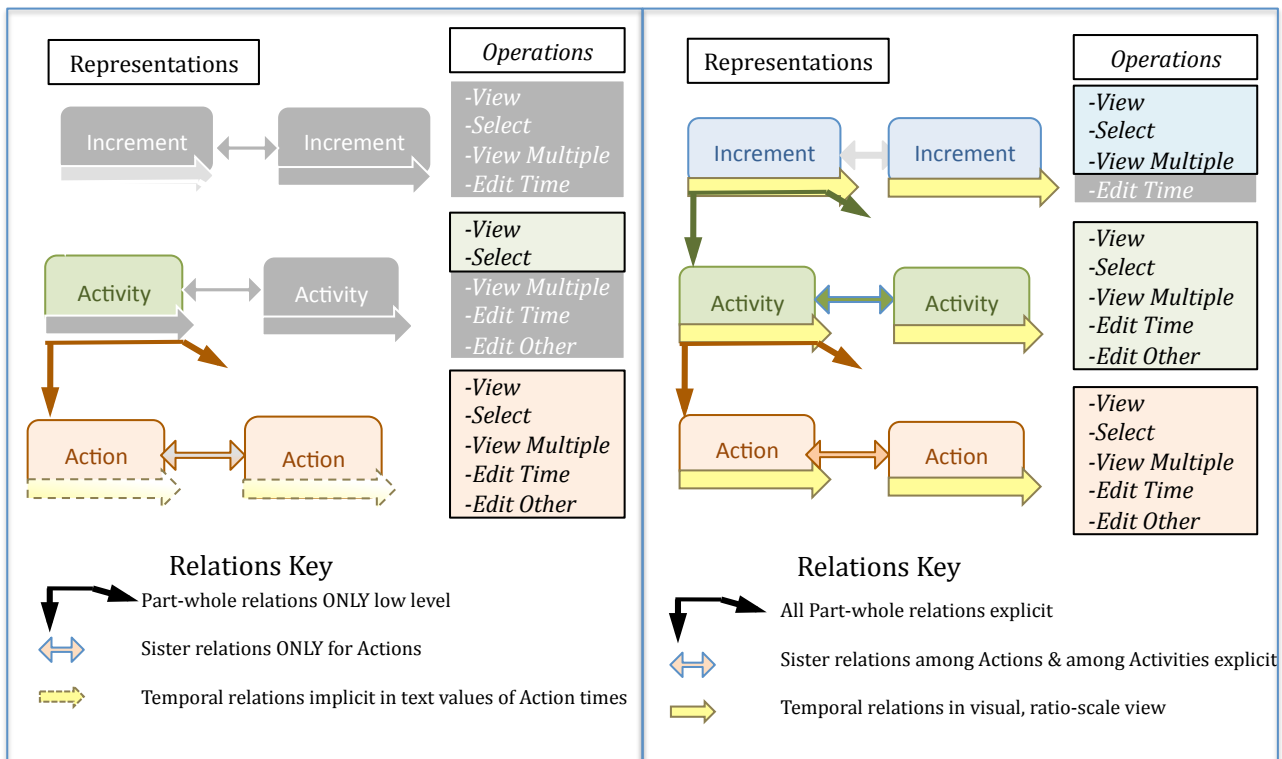 Representations
Operations
Increment
Increment
-View
-Select
-View Multiple
-Edit Time
Activity
Activity
-View
-Select
-View Multiple
-Edit Time
-Edit Other
Action
Action
-View
-Select
-View Multiple
-Edit Time
-Edit Other
Relations Key
Part-whole relations ONLY low level
Sister relations ONLY for Actions
Temporal relations implicit in text values of Action times
Representations
Operations
Increment
Increment
-View
-Select
-View Multiple
-Edit Time
Activity
Activity
-View
-Select
-View Multiple
-Edit Time
-Edit Other
Action
Action
-View
-Select
-View Multiple
-Edit Time
-Edit Other
Relations Key
All Part-whole relations explicit
Sister relations among Actions & among Activities explicit
Temporal relations in visual, ratio-scale view